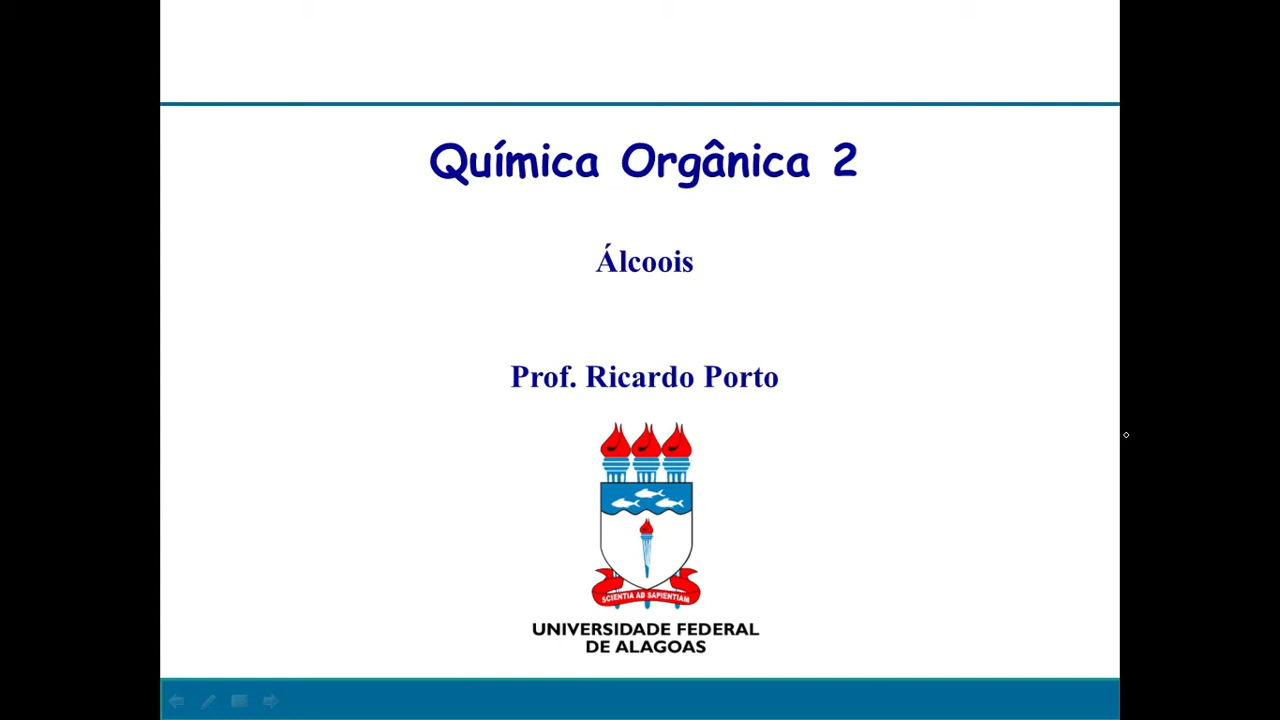 Química Orgânica 2
Álcoois
Prof. Ricardo Porto
SCIENTIA AD SAPIENTIAM
UNIVERSIDADE FEDERAL
DE ALAGOAS